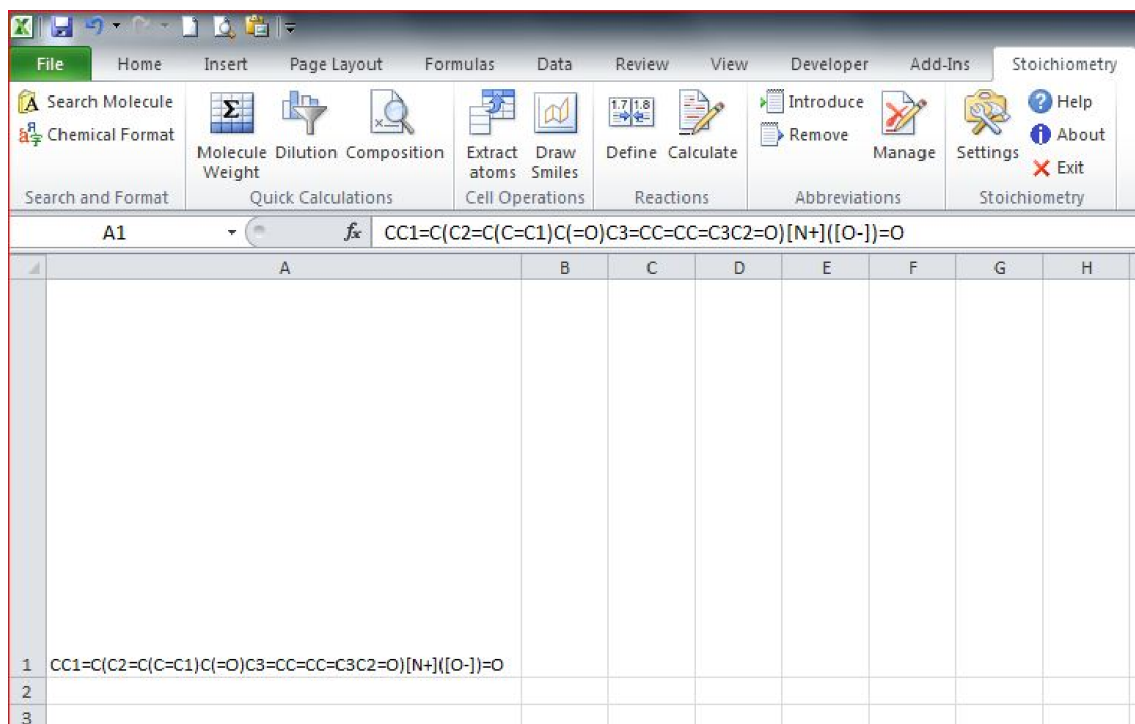 File Home Insert Page Layout Formulas Data Review View Developer Add-Ins Stoichiometry
Search Molecule
Chemical Format
Search and Format
Molecule Weight
Dilution
Composition
Quick Calculations
Extract atoms
Draw Smiles
Cell Operations
1.7 1.8
Define
Calculate
Reactions
Introduce
Remove
Manage
Abbreviations
Settings
Help
About
Exit
Stoichiometry
A1 fx CC1=C(C2=C(C=C1)C(=O)C3=CC=CC=C3C2=O)[N+]([O-])=O
A B C D E F G H
1 CC1=C(C2=C(C=C1)C(=O)C3=CC=CC=C3C2=O)[N+]([O-])=O
2
3